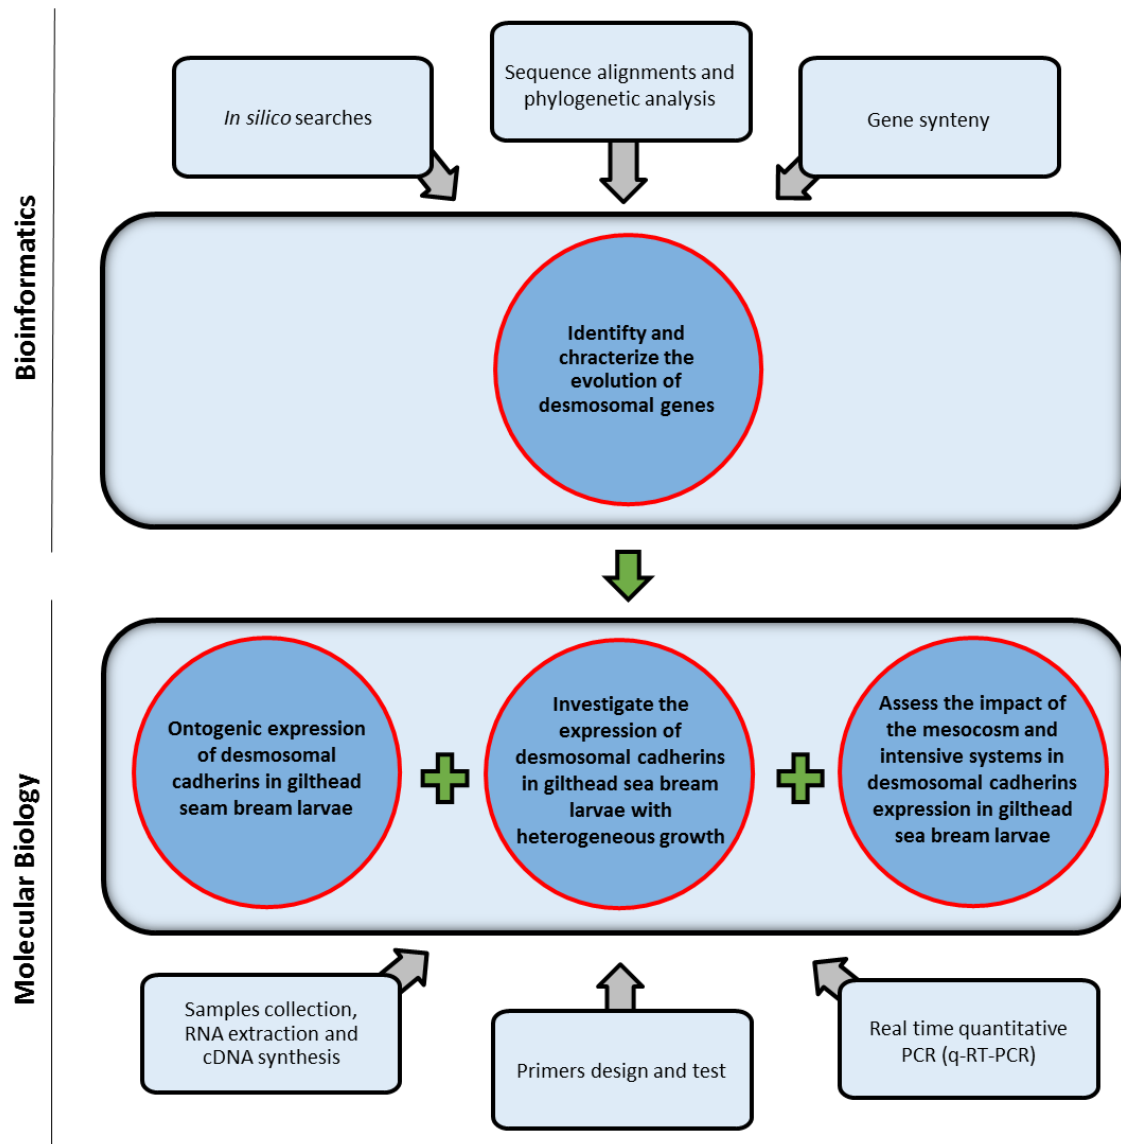 Bioinformatics
In silico searches
Sequence alignments and
phylogenetic analysis
Gene synteny
Identifty and
chracterize the
evolution of
desmosomal genes
Molecular Biology
Ontogenic expression
of desmosomal
cadherins in gilthead
seam bream larvae
Investigate the
expression of
desmosomal cadherins
in gilthead sea bream
larvae with
heterogeneous growth
Assess the impact of
the mesocosm and
intensive systems in
desmosomal cadherins
expression in gilthead
sea bream larvae
Samples collection,
RNA extraction and
cDNA synthesis
Primers design and test
Real time quantitative
PCR (q-RT-PCR)